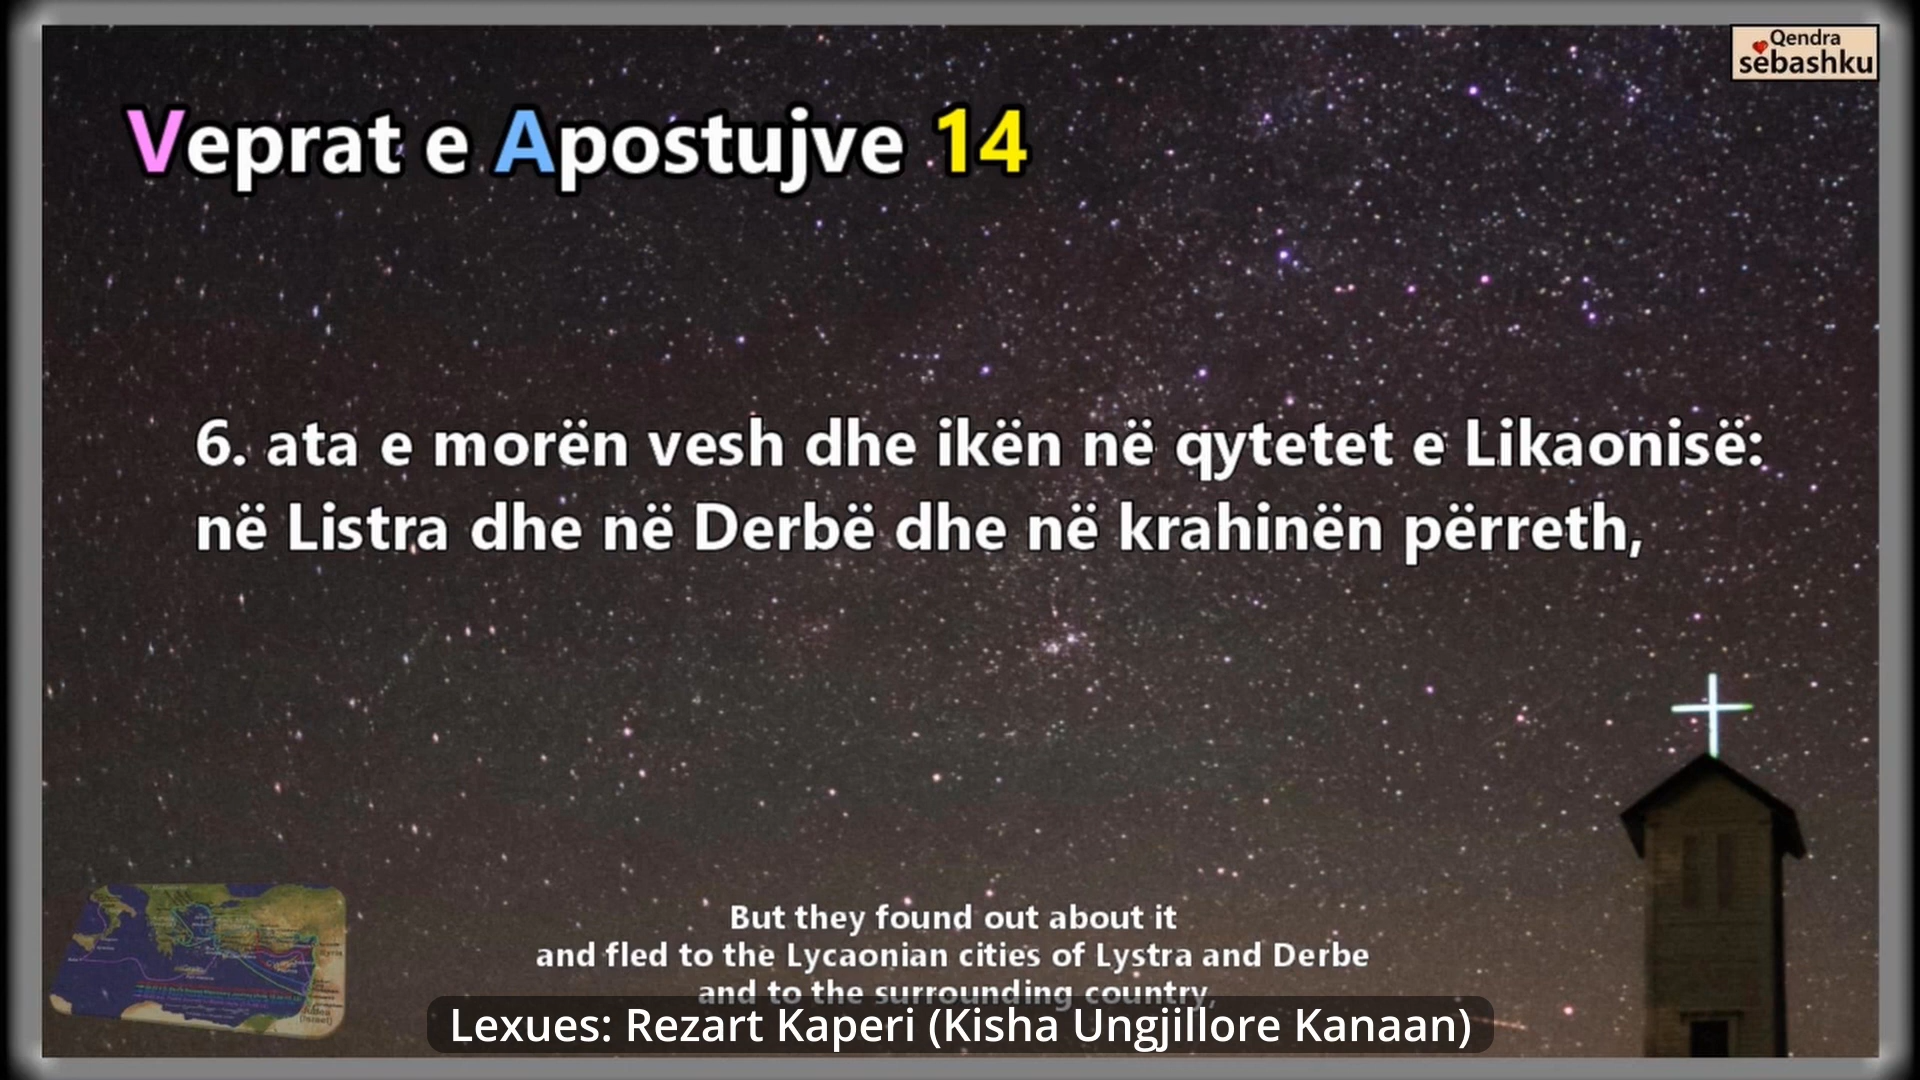 Qendra
sebashku
Veprat e Apostujve 14
6. ata e morën vesh dhe ikën në qytetet e Likaonisë:
në Listra dhe në Derbë dhe në krahinën përreth,
But they found out about it
and fled to the Lycaonian cities of Lystra and Derbe
and to the surrounding country,
Lexues: Rezart Kaperi (Kisha Ungjillore Kanaan)